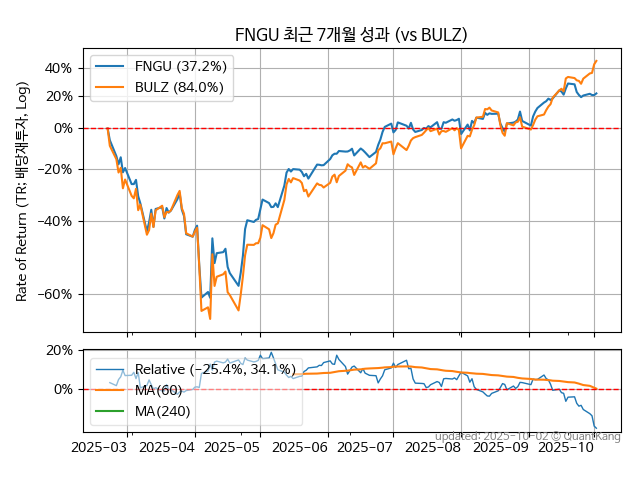 FNGU 최근 7개월 성과 (vs BULZ)
FNGU (37.2%)
BULZ (84.0%)
40%
20%
0%
−20%
−40%
−60%
Rate of Return (TR: 배당재투자, Log)
20%
0%
Relative (−25.4%, 34.1%)
MA(60)
MA(240)
updated: 2025-10-02 © QuantKang
2025-03 2025-04 2025-05 2025-06 2025-07 2025-08 2025-09 2025-10